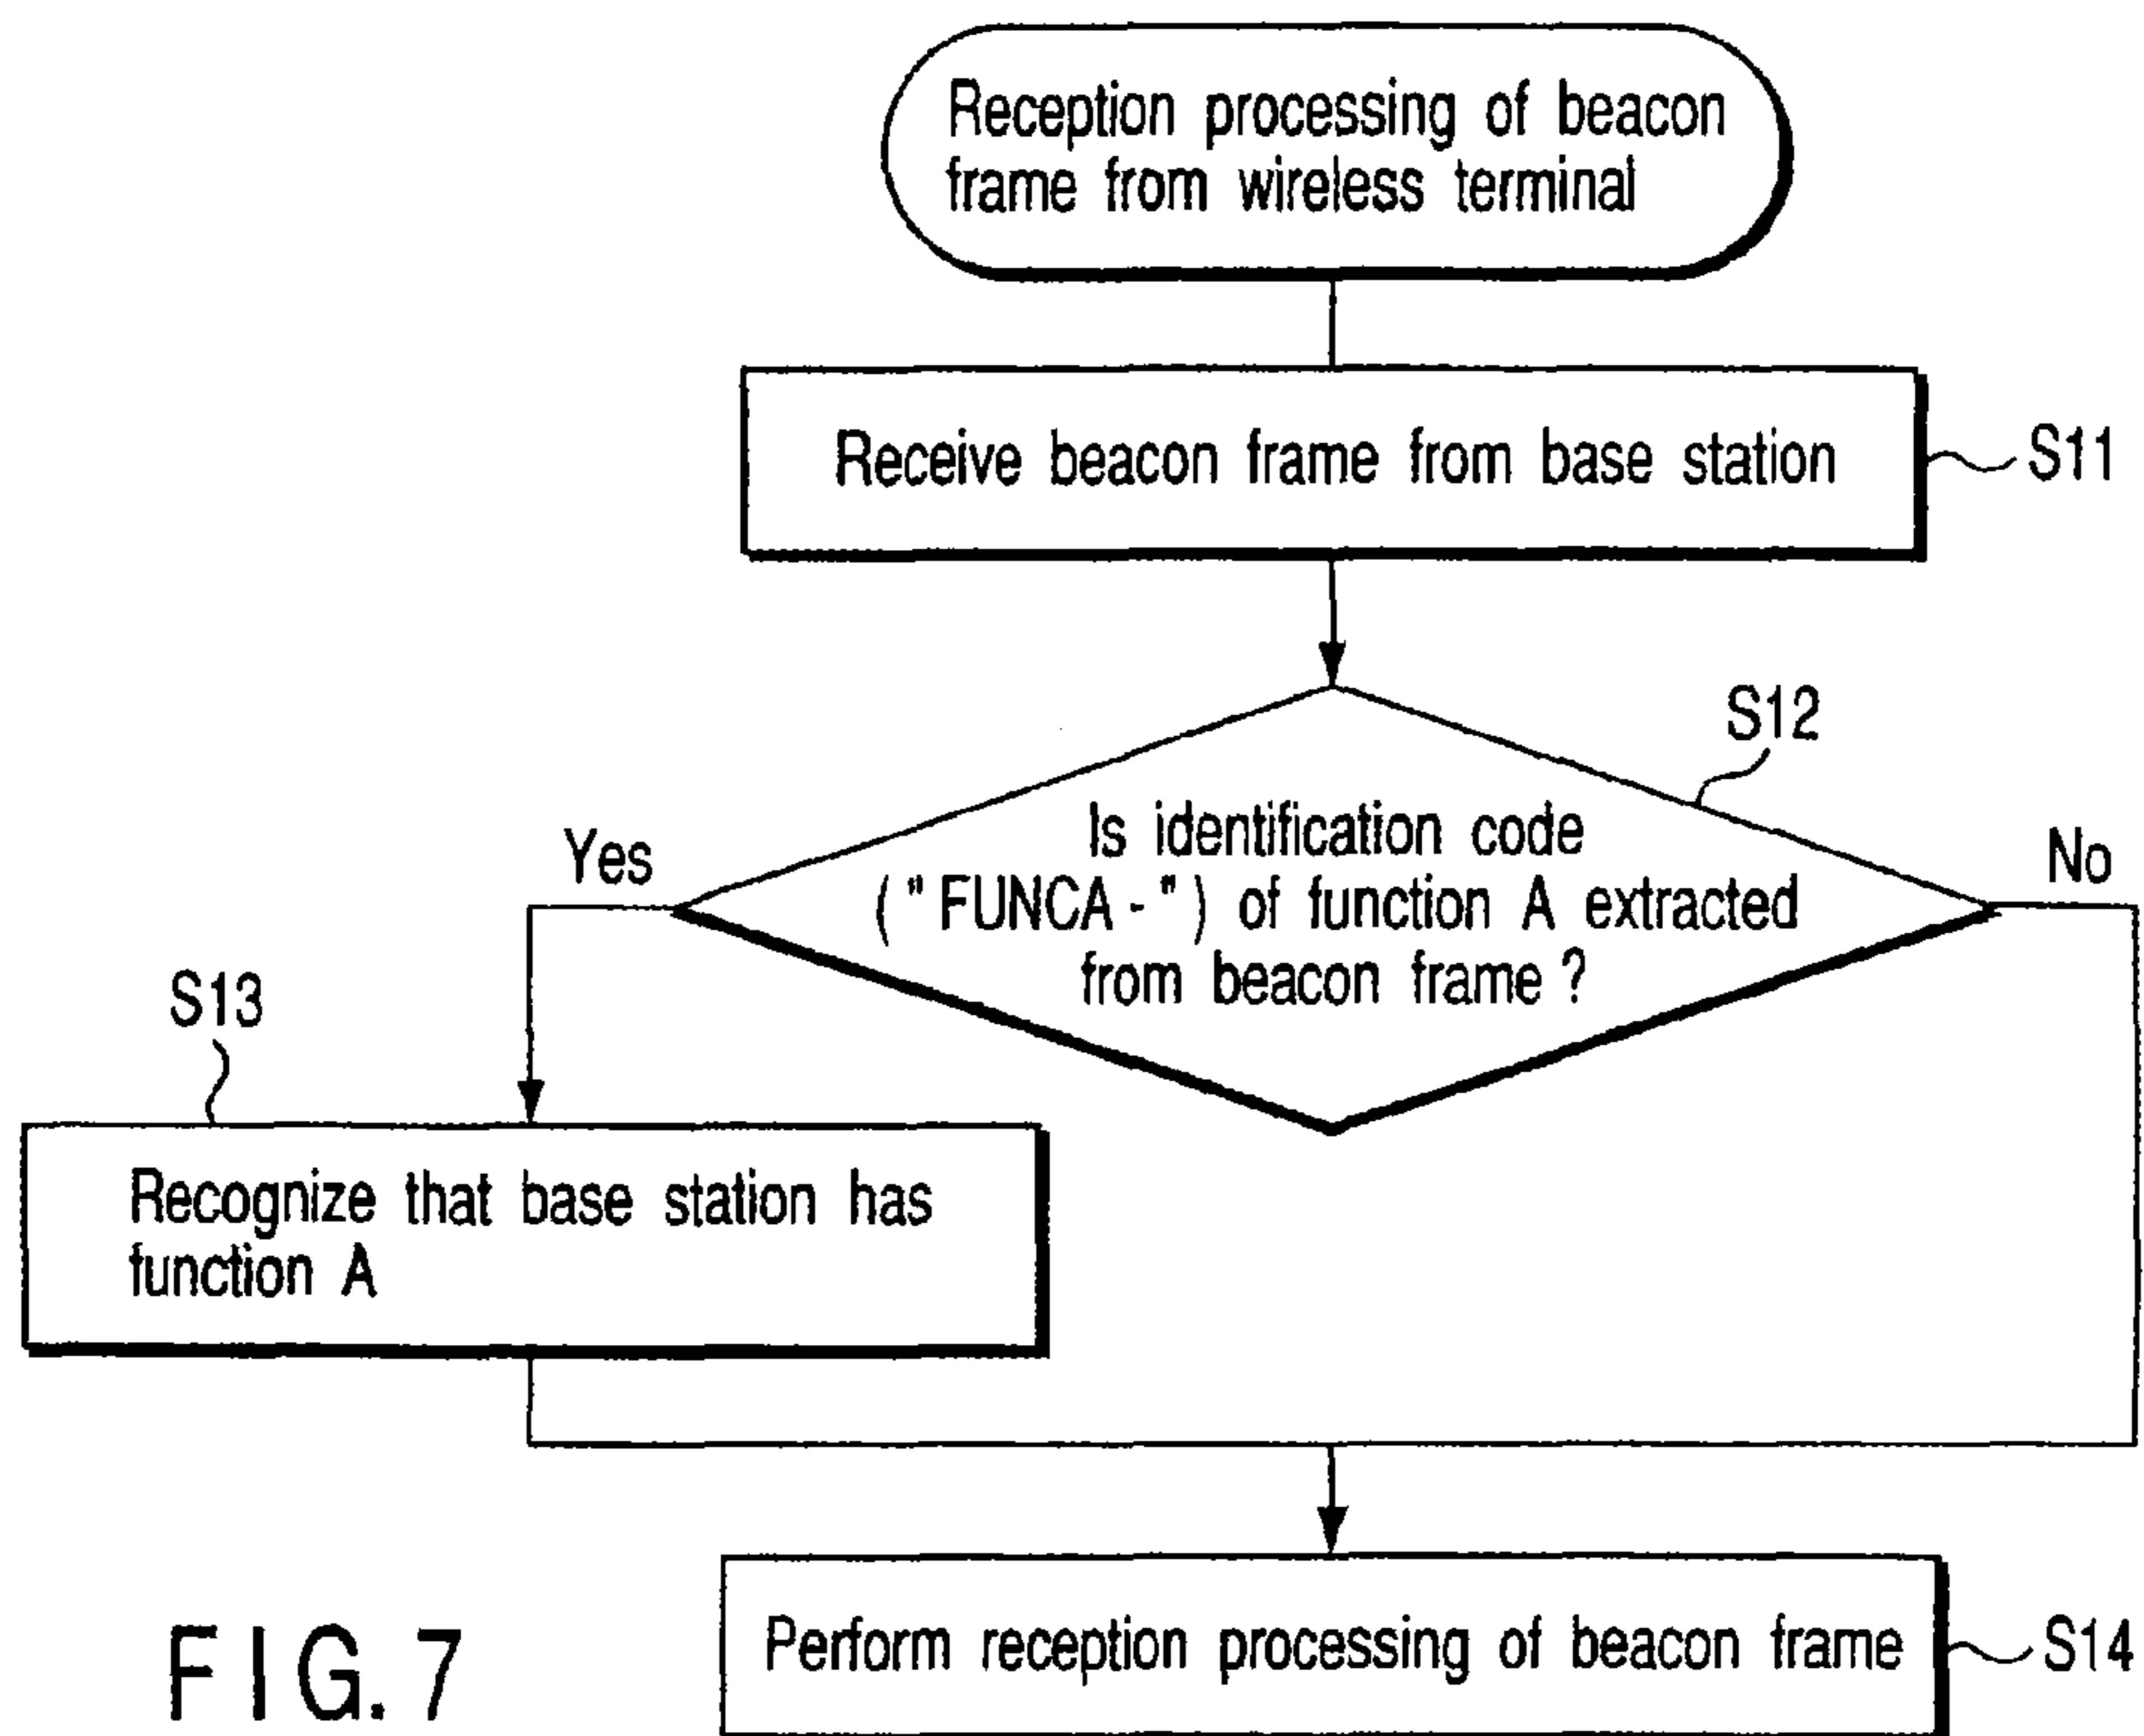 Reception processing of beacon
frame from wireless terminal
Receive beacon frame from base station
S11
S12
Is identification code
("FUNCA-") of function A extracted
from beacon frame?
Yes
No
S13
Recognize that base station has
function A
Perform reception processing of beacon frame
S14
FIG. 7